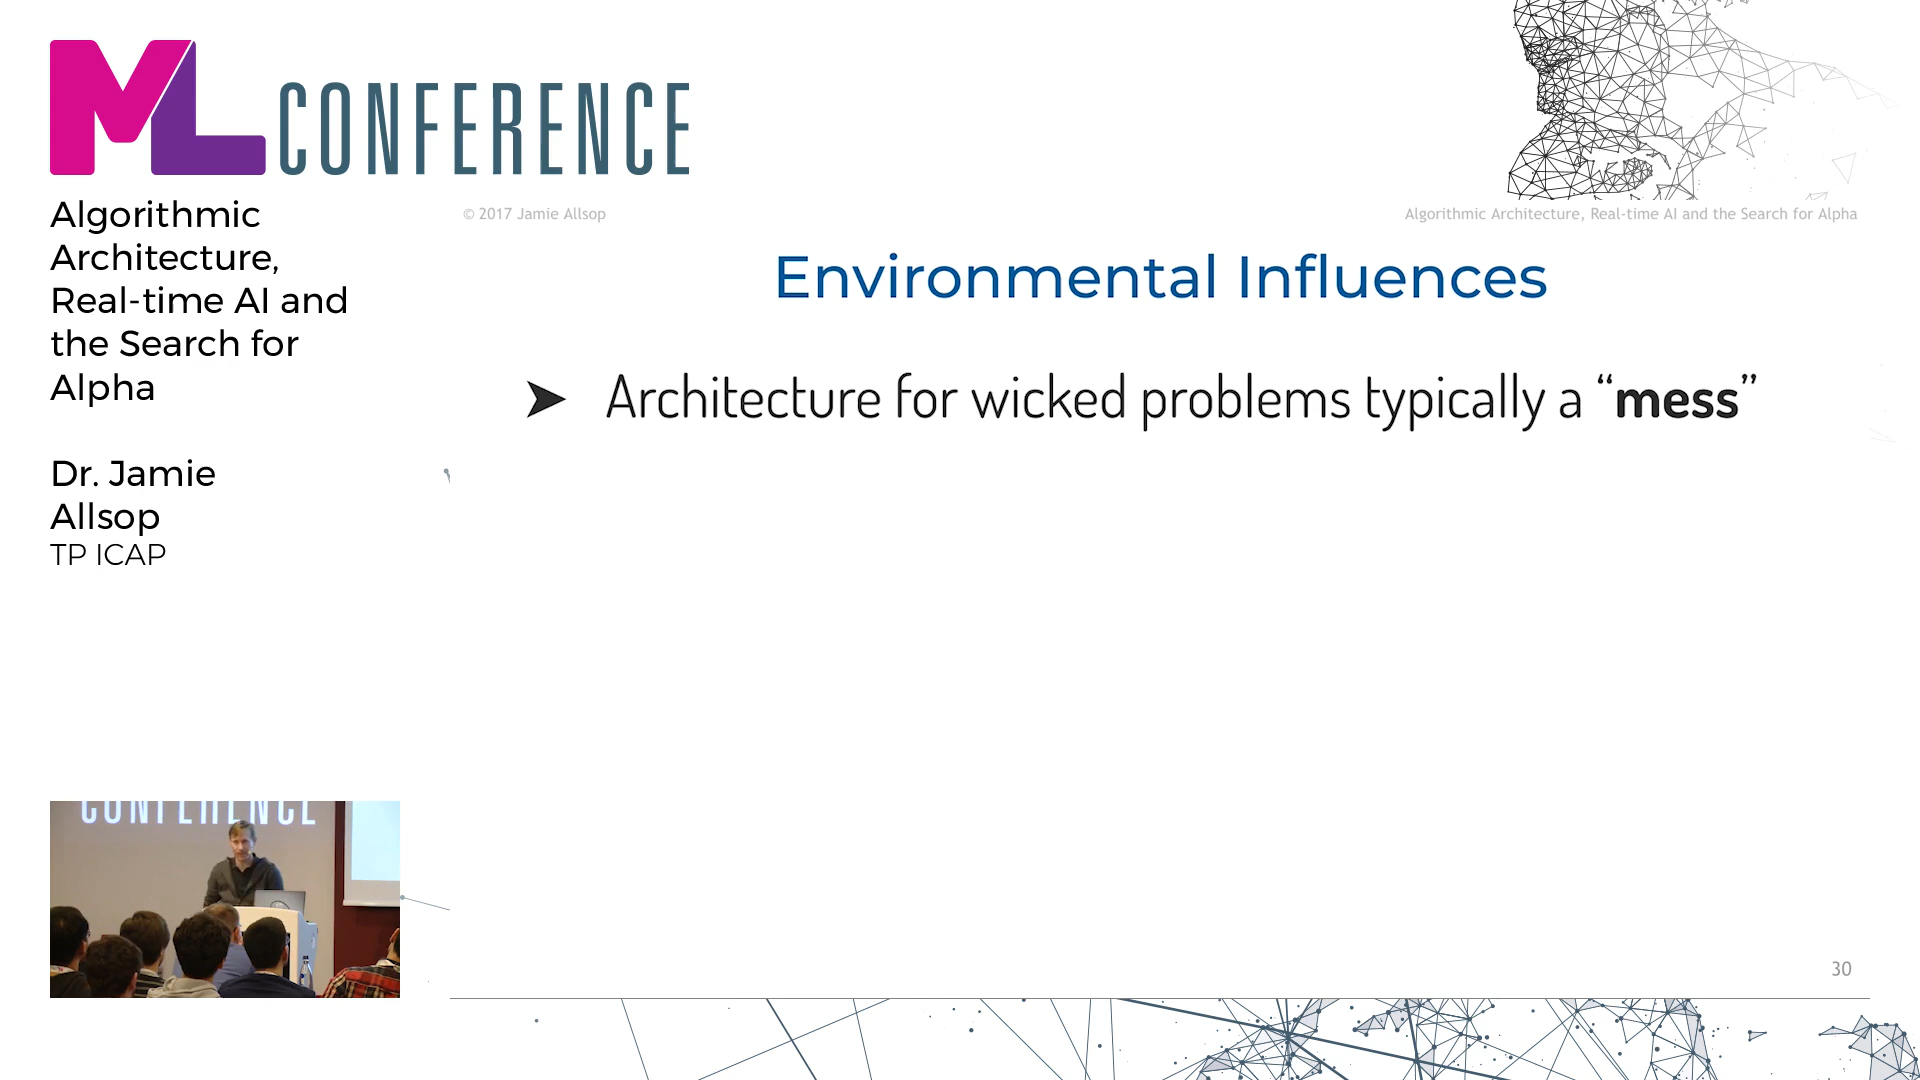 ML CONFERENCE
Algorithmic
Architecture,
Real-time AI and
the Search for
Alpha
Dr. Jamie
Allsop
TP ICAP
© 2017 Jamie Allsop
Algorithmic Architecture, Real-time AI and the Search for Alpha
Environmental Influences
➤ Architecture for wicked problems typically a “mess”
CONFERENCE
30